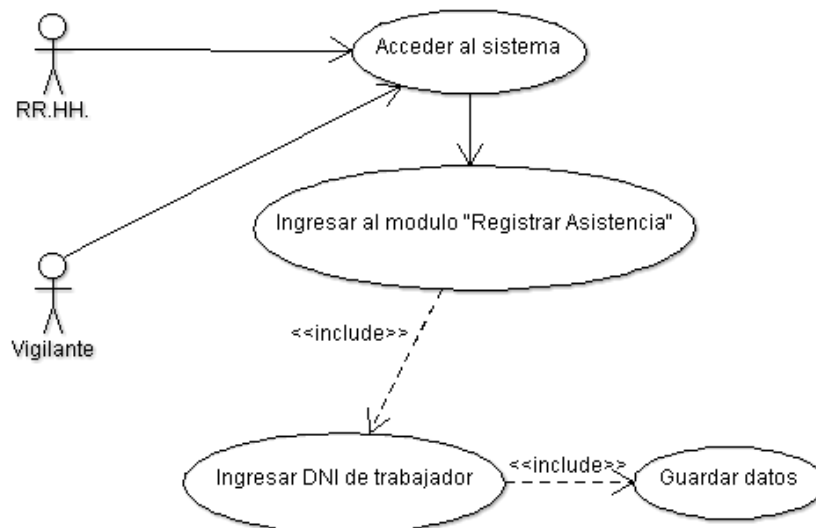 Acceder al sistema
RR.HH.
Ingresar al modulo "Registrar Asistencia"
<<include>>
Vigilante
Ingresar DNI de trabajador
<<include>>
Guardar datos